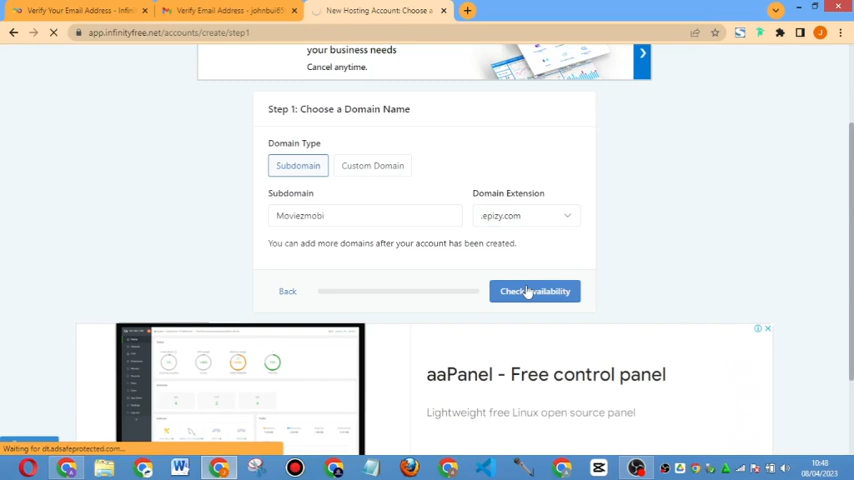 Verify Your Email Address - Infini
Verify Email Address - johnbui65
New Hosting Account: Choose a
app.infinityfree.net/accounts/create/step1
J
your business needs
Cancel anytime.
Step 1: Choose a Domain Name
Domain Type
Subdomain
Custom Domain
Subdomain
Domain Extension
Moviezmobi
.epizy.com
You can add more domains after your account has been created.
Back
Check Availability
aaPanel - Free control panel
Lightweight free Linux open source panel
Waiting for dt.adsafeprotected.com...
10:48
08/04/2023